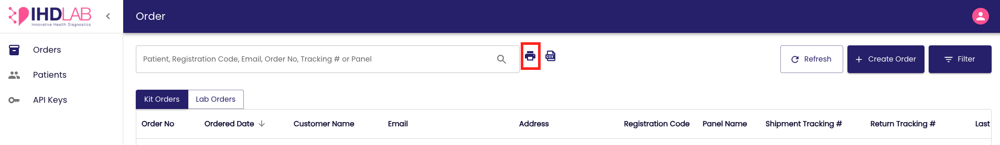 IHDLAB
Innovative Health Diagnostics
Order
Orders
Patients
API Keys
Patient, Registration Code, Email, Order No, Tracking # or Panel
CSV
Refresh
Create Order
Filter
Kit Orders
Lab Orders
Order No Ordered Date Customer Name Email Address Registration Code Panel Name Shipment Tracking # Return Tracking # Last